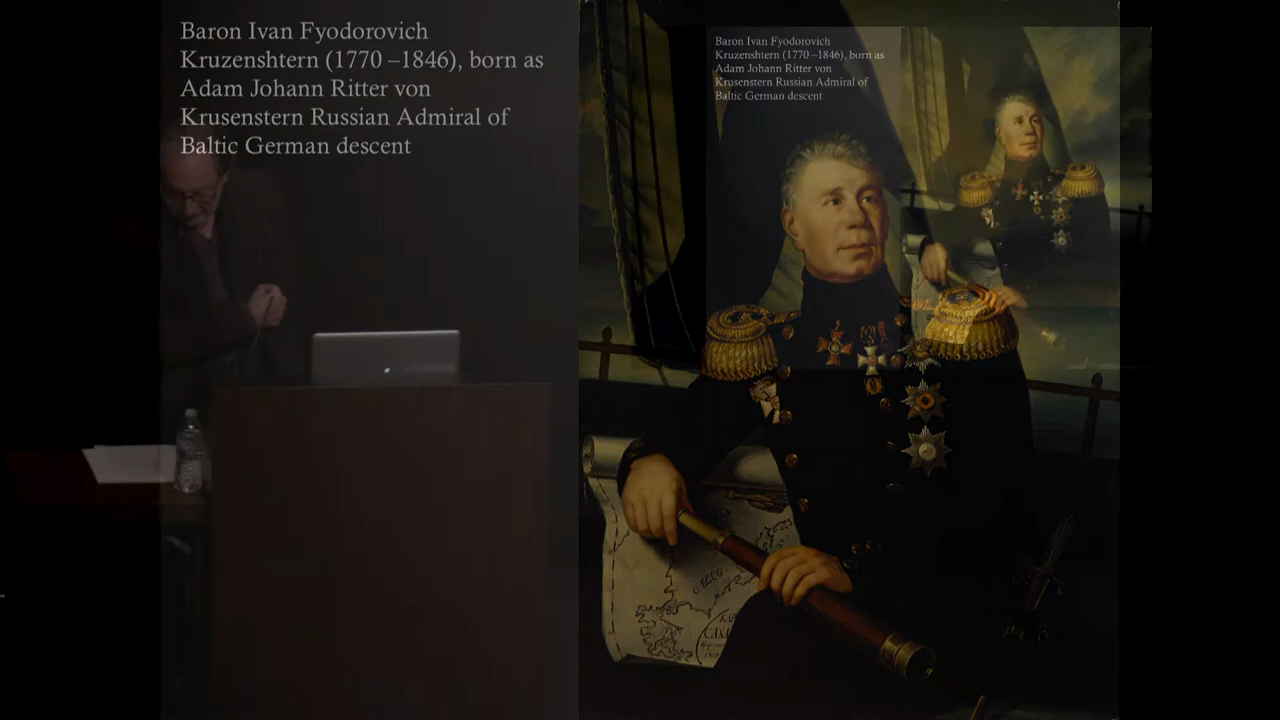 Baron Ivan Fyodorovich
Kruzenshtern (1770 –1846), born as
Adam Johann Ritter von
Krusenstern Russian Admiral of
Baltic German descent
Baron Ivan Fyodorovich
Kruzenshtern (1770 –1846), born as
Adam Johann Ritter von
Krusenstern Russian Admiral of
Baltic German descent